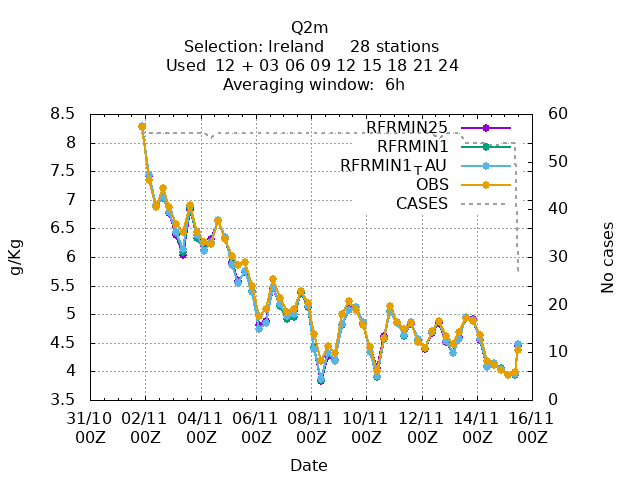 Q2m
Selection: Ireland     28 stations
Used  12 + 03 06 09 12 15 18 21 24
Averaging window:  6h
RFRMIN25
RFRMIN1
RFRMIN1_TAU
OBS
CASES
8.5
8
7.5
7
6.5
6
5.5
5
4.5
4
3.5
g/Kg
60
50
40
30
20
10
0
No cases
31/10 02/11 04/11 06/11 08/11 10/11 12/11 14/11 16/11
00Z 00Z 00Z 00Z 00Z 00Z 00Z 00Z 00Z
Date